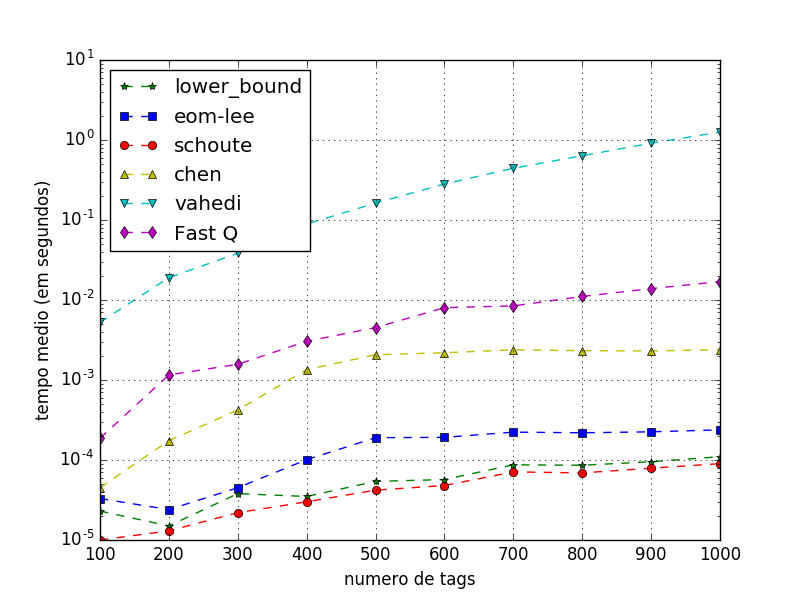 10^1
10^0
10^-1
10^-2
10^-3
10^-4
10^-5
tempo medio (em segundos)
lower_bound
eom-lee
schoute
chen
vahedi
Fast Q
100 200 300 400 500 600 700 800 900 1000
numero de tags